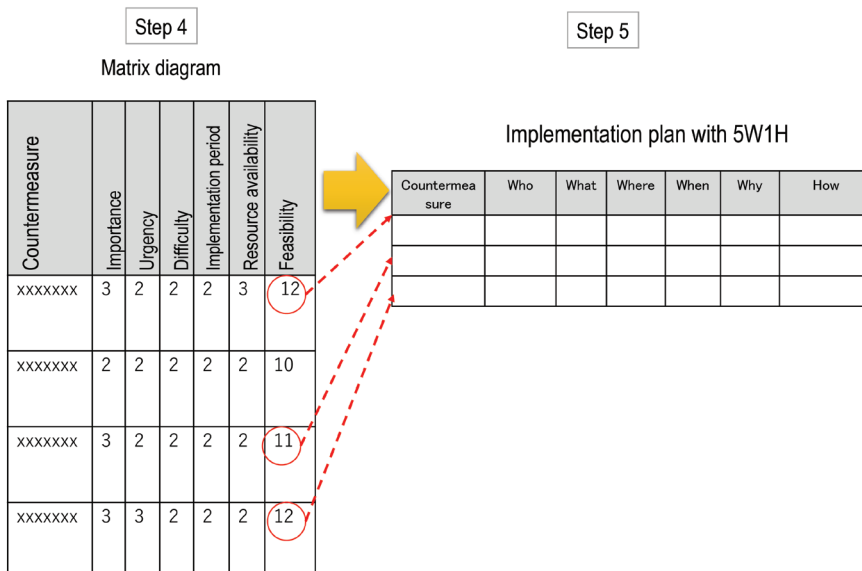 Step 4
Matrix diagram
Countermeasure Importance Urgency Difficulty Implementation period Resource availability Feasibility
xxxxxxx 3 2 2 2 3 12
xxxxxxx 2 2 2 2 2 10
xxxxxxx 3 2 2 2 2 11
xxxxxxx 3 3 2 2 2 12
Step 5
Implementation plan with 5W1H
Countermea Who What Where When Why How
sure